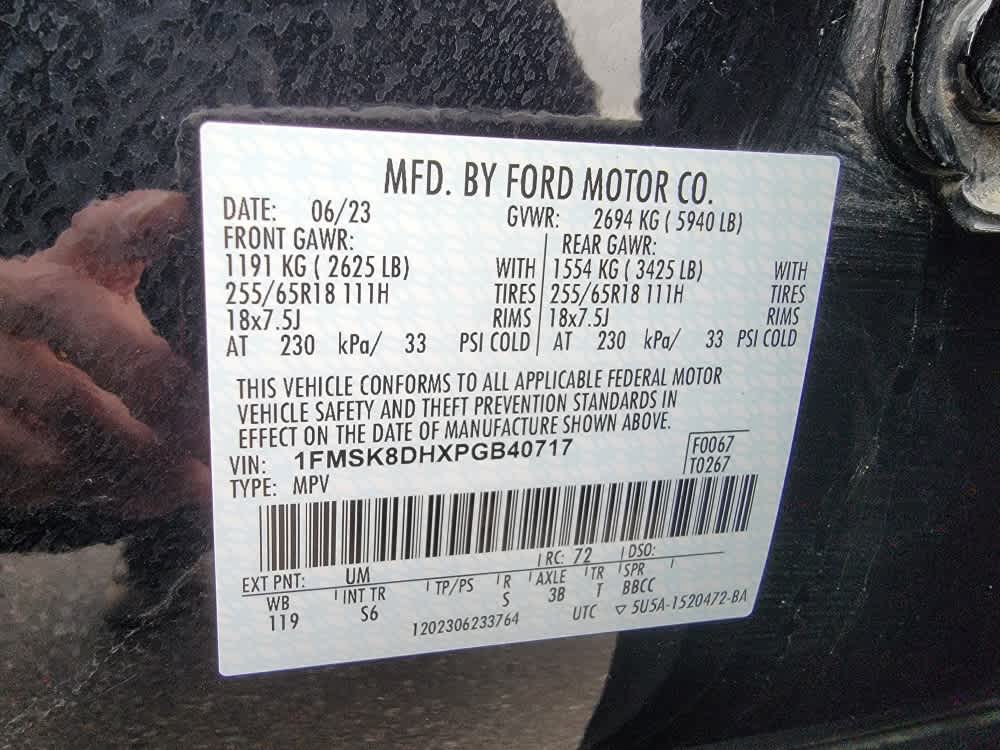 MFD. BY FORD MOTOR CO.
DATE: 06/23 GVWR: 2694 KG ( 5940 LB)
FRONT GAWR: REAR GAWR:
1191 KG ( 2625 LB) WITH 1554 KG ( 3425 LB) WITH
255/65R18 111H TIRES 255/65R18 111H TIRES
18x7.5J RIMS 18x7.5J RIMS
AT 230 kPa/ 33 PSI COLD AT 230 kPa/ 33 PSI COLD
THIS VEHICLE CONFORMS TO ALL APPLICABLE FEDERAL MOTOR
VEHICLE SAFETY AND THEFT PREVENTION STANDARDS IN
EFFECT ON THE DATE OF MANUFACTURE SHOWN ABOVE.
VIN: 1FMSK8DHXPGB40717 F0067
TYPE: MPV T0267
EXT PNT: UM RC: 72 DSO:
WB INT TR TP/PS R AXLE TR SPR
119 S6 S 3B T BBCC
1202306233764 UTC ▽ 5U5A-1520472-BA